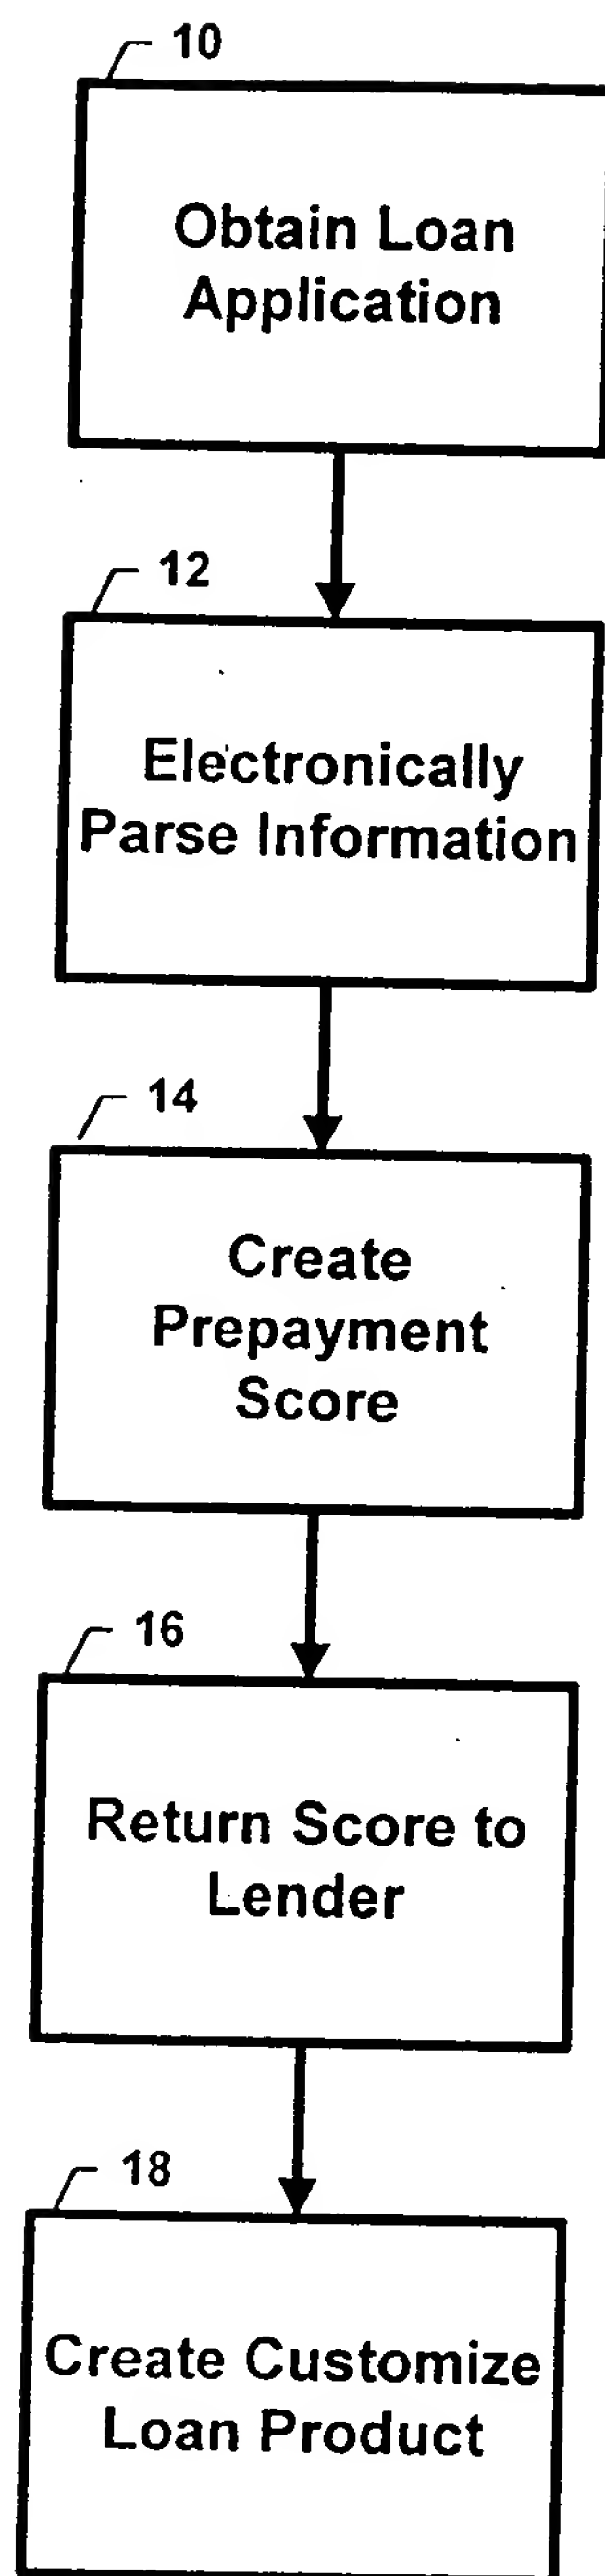 10
Obtain Loan
Application
12
Electronically
Parse Information
14
Create
Prepayment
Score
16
Return Score to
Lender
18
Create Customize
Loan Product